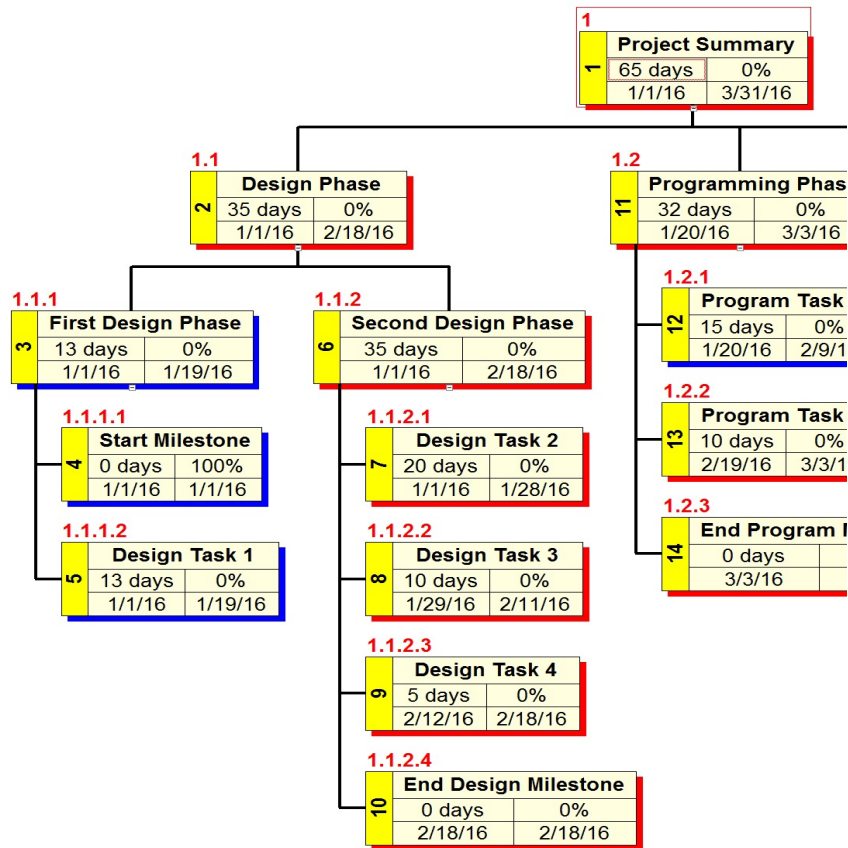 1
Project Summary
1
65 days 0%
1/1/16 3/31/16
1.1
Design Phase
2
35 days 0%
1/1/16 2/18/16
1.2
Programming Phas
11
32 days 0%
1/20/16 3/3/16
1.1.1
First Design Phase
3
13 days 0%
1/1/16 1/19/16
1.1.1.1
Start Milestone
4
0 days 100%
1/1/16 1/1/16
1.1.1.2
Design Task 1
5
13 days 0%
1/1/16 1/19/16
1.1.2
Second Design Phase
6
35 days 0%
1/1/16 2/18/16
1.1.2.1
Design Task 2
7
20 days 0%
1/1/16 1/28/16
1.1.2.2
Design Task 3
8
10 days 0%
1/29/16 2/11/16
1.1.2.3
Design Task 4
9
5 days 0%
2/12/16 2/18/16
1.1.2.4
End Design Milestone
10
0 days 0%
2/18/16 2/18/16
1.2.1
Program Task
12
15 days 0%
1/20/16 2/9/1
1.2.2
Program Task
13
10 days 0%
2/19/16 3/3/1
1.2.3
End Program
14
0 days
3/3/16